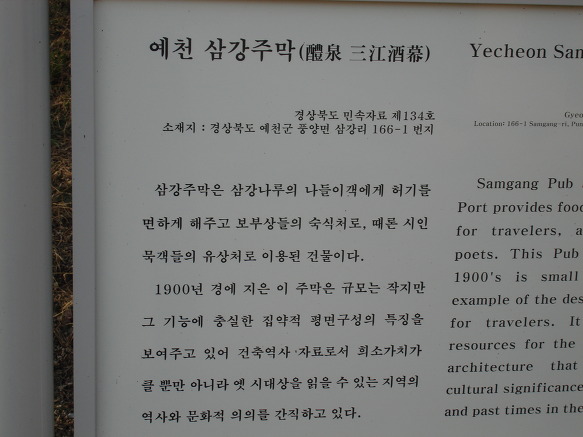 예천 삼강주막(醴泉 三江酒幕)
경상북도 민속자료 제134호
소재지 : 경상북도 예천군 풍양면 삼강리 166-1 번지
삼강주막은 삼강나루의 나들이객에게 허기를
면하게 해주고 보부상들의 숙식처로, 때론 시인
묵객들의 유상처로 이용된 건물이다.
1900년 경에 지은 이 주막은 규모는 작지만
그 기능에 충실한 집약적 평면구성의 특징을
보여주고 있어 건축역사 자료로서 희소가치가
클 뿐만 아니라 옛 시대상을 읽을 수 있는 지역의
역사와 문화적 의의를 간직하고 있다.
Yecheon San
Gyeo
Location: 166-1 Samgang-ri, Pun
Samgang Pub
Port provides food
for travelers, a
poets. This Pub
1900's is small
example of the des
for travelers. It
resources for the
architecture that
cultural significance
and past times in the